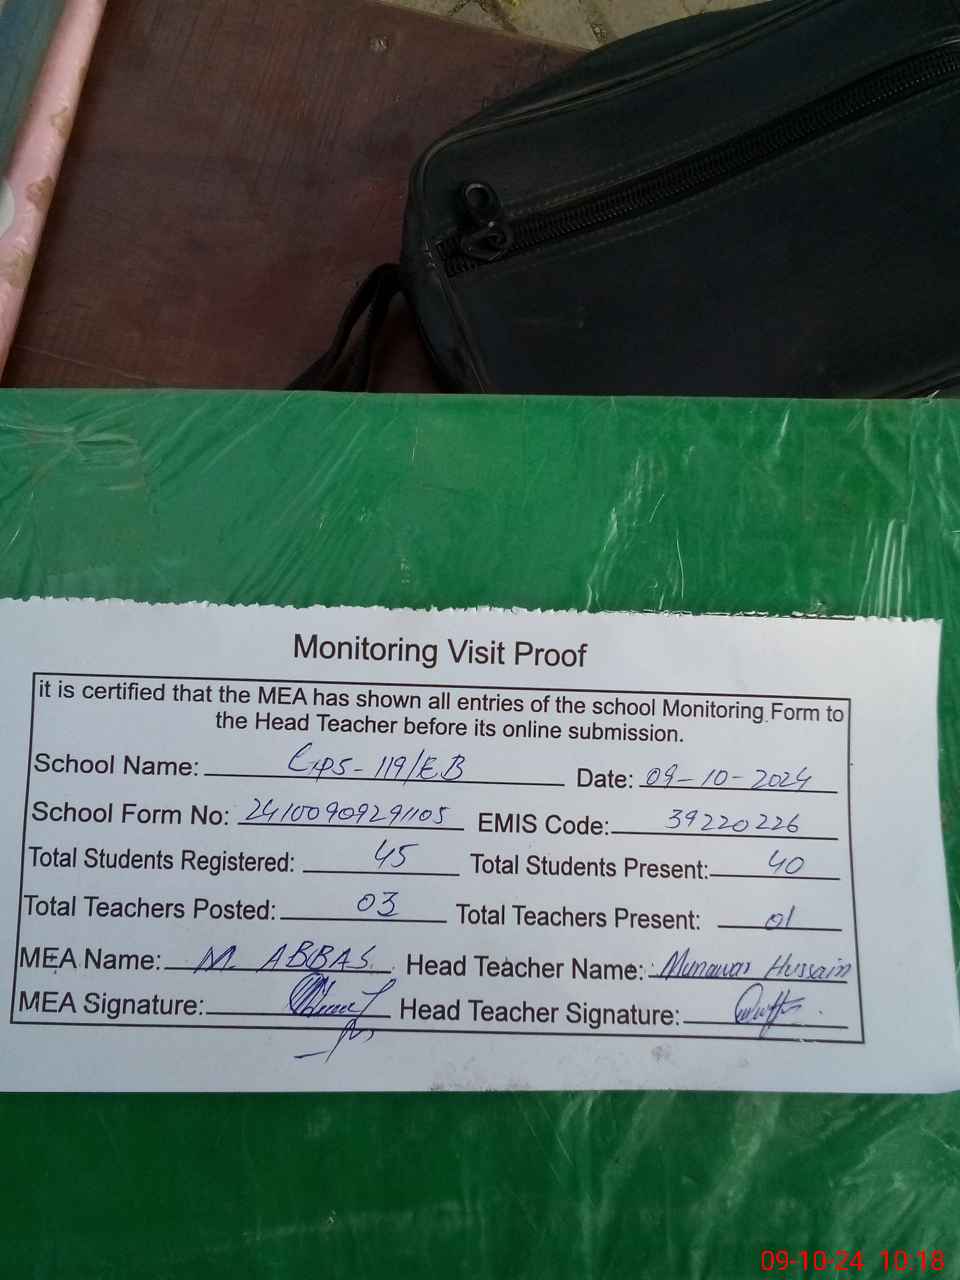 Monitoring Visit Proof
it is certified that the MEA has shown all entries of the school Monitoring Form to
the Head Teacher before its online submission.
School Name: GPS-119/EB Date: 09-10-2024
School Form No: 24100909291105 EMIS Code: 39220226
Total Students Registered: 45 Total Students Present: 40
Total Teachers Posted: 03 Total Teachers Present: 01
MEA Name: M. ABBAS. Head Teacher Name: Munawar Hussain
MEA Signature: Head Teacher Signature:
09-10-24 10:18